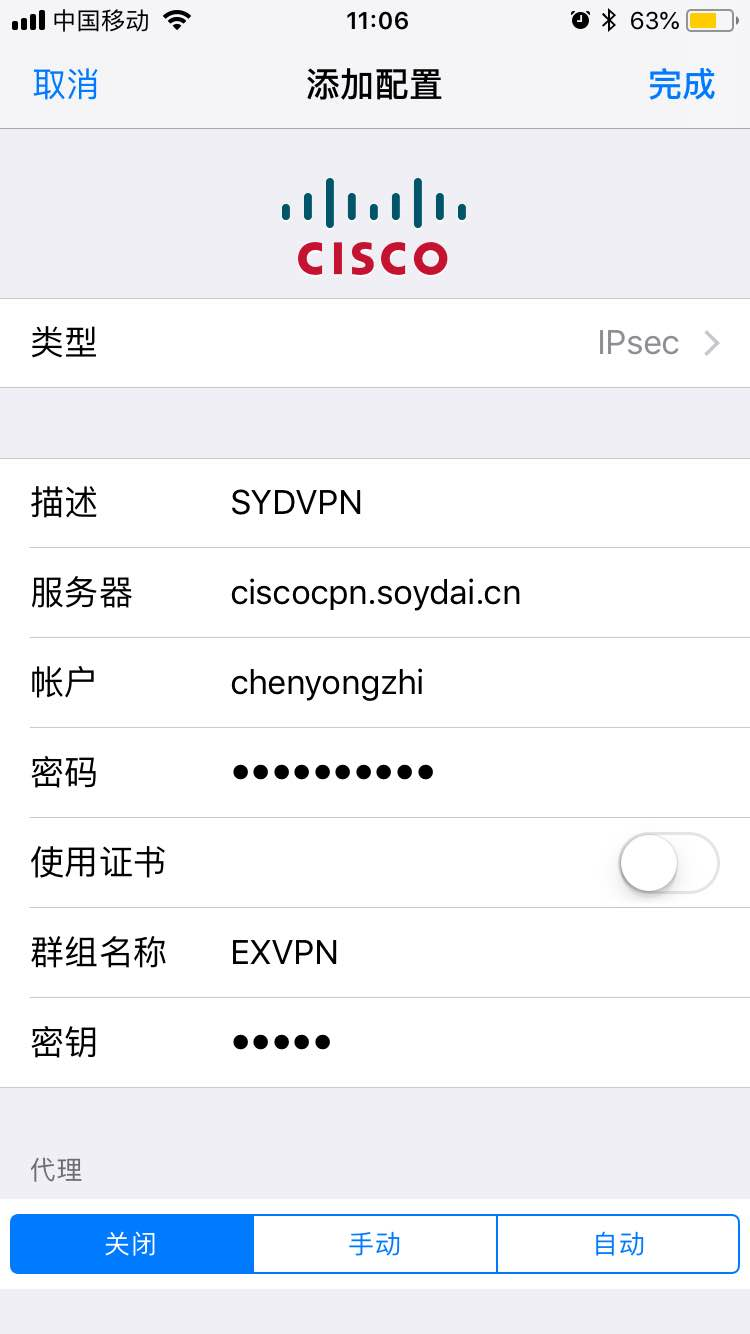 中国移动 11:06 63%
取消 添加配置 完成
CISCO
类型 IPsec
描述 SYDVPN
服务器 ciscocpn.soydai.cn
帐户 chenyongzhi
密码 ●●●●●●●●●●
使用证书
群组名称 EXVPN
密钥 ●●●●●
代理
关闭 手动 自动